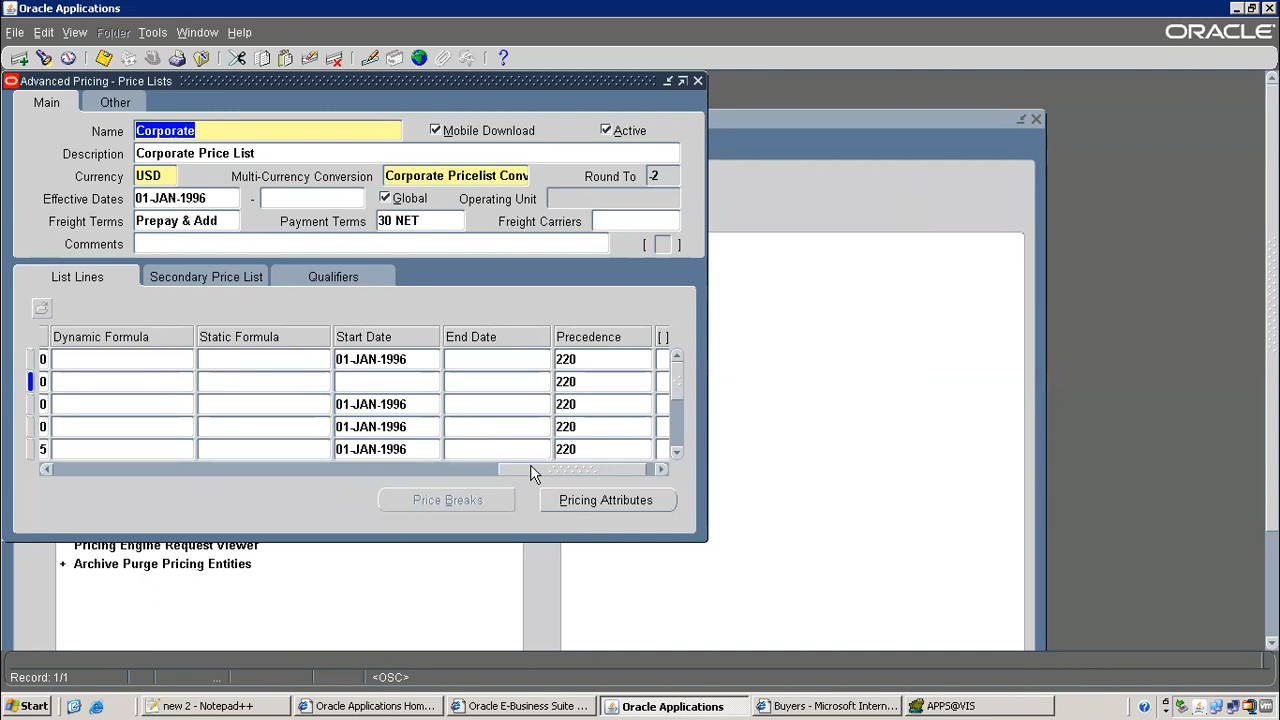 Oracle Applications
File Edit View Folder Tools Window Help
ORACLE
Advanced Pricing - Price Lists
Main Other
Name Corporate Mobile Download Active
Description Corporate Price List
Currency USD Multi-Currency Conversion Corporate Pricelist Conv Round To -2
Effective Dates 01-JAN-1996 - Global Operating Unit
Freight Terms Prepay & Add Payment Terms 30 NET Freight Carriers
Comments [ ]
List Lines Secondary Price List Qualifiers
Dynamic Formula Static Formula Start Date End Date Precedence [ ]
0 01-JAN-1996 220
0 220
0 01-JAN-1996 220
0 01-JAN-1996 220
5 01-JAN-1996 220
Price Breaks Pricing Attributes
Pricing Engine Request Viewer
+ Archive Purge Pricing Entities
Record: 1/1 ... <OSC>
Start new 2 - Notepad++ Oracle Applications Hom... Oracle E-Business Suite ... Oracle Applications Buyers - Microsoft Intern... APPS@VIS